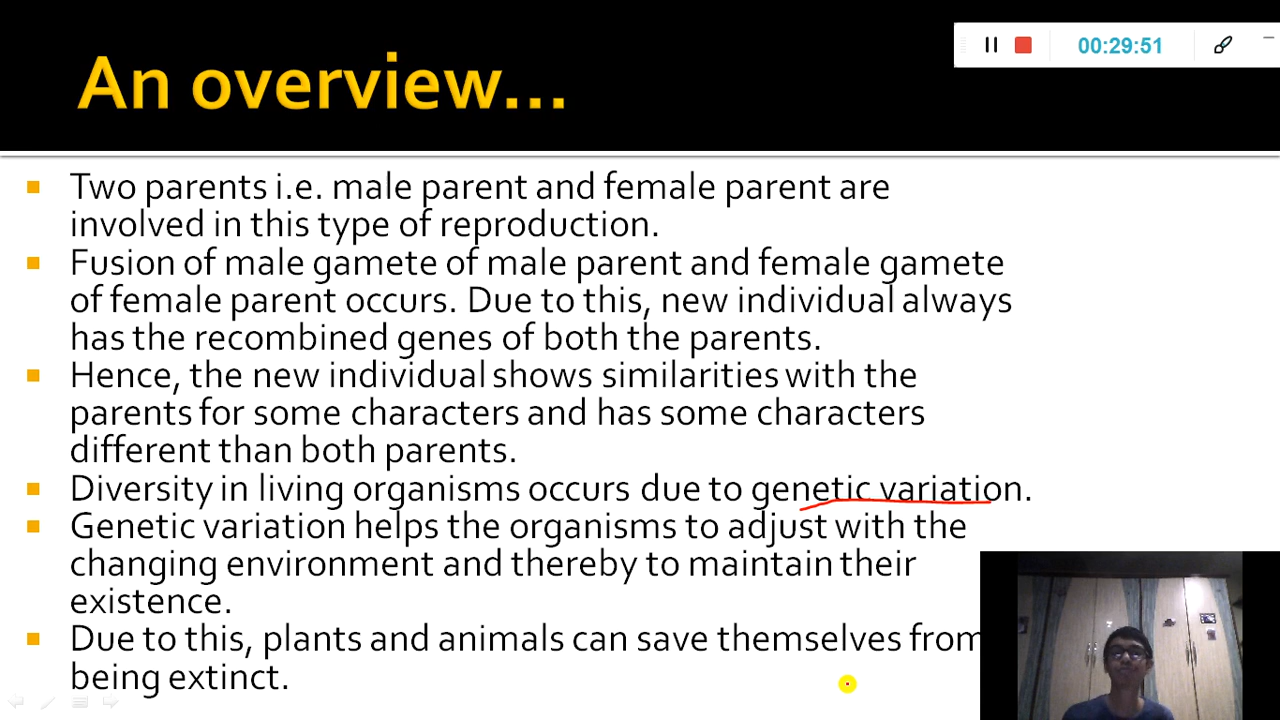 An overview...
00:29:51
Two parents i.e. male parent and female parent are
involved in this type of reproduction.
Fusion of male gamete of male parent and female gamete
of female parent occurs. Due to this, new individual always
has the recombined genes of both the parents.
Hence, the new individual shows similarities with the
parents for some characters and has some characters
different than both parents.
Diversity in living organisms occurs due to genetic variation.
Genetic variation helps the organisms to adjust with the
changing environment and thereby to maintain their
existence.
Due to this, plants and animals can save themselves from
being extinct.